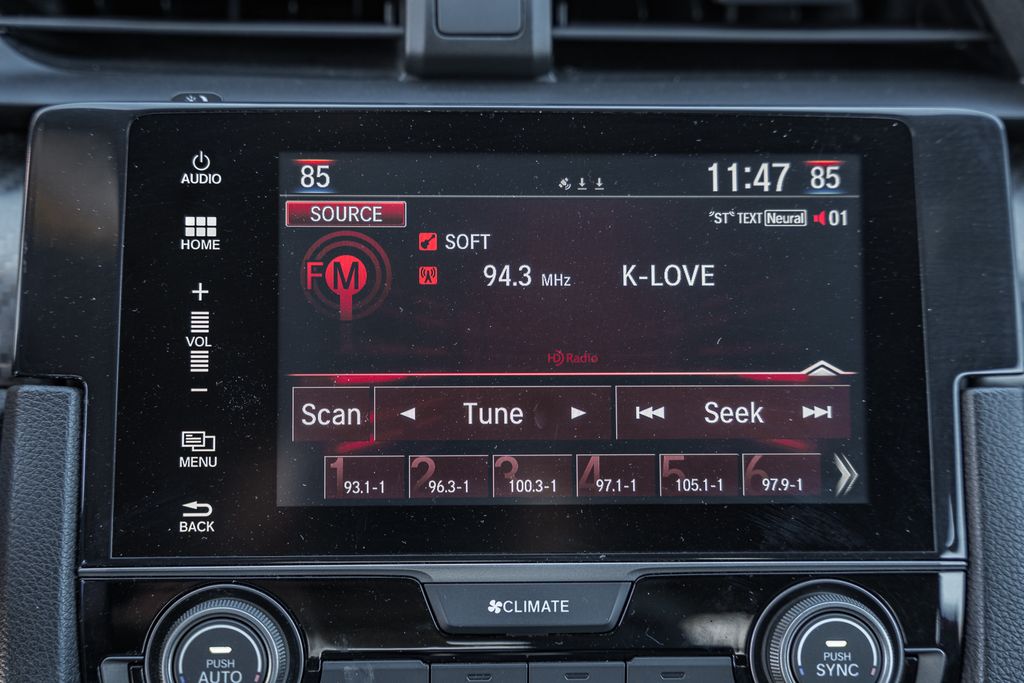 AUDIO
HOME
+
VOL
−
MENU
BACK
85
11:47
85
SOURCE
"ST" TEXT Neural 01
FM
SOFT
94.3 MHz K-LOVE
HD Radio
Scan
Tune
Seek
1 93.1-1
2 96.3-1
3 100.3-1
4 97.1-1
5 105.1-1
6 97.9-1
CLIMATE
PUSH
AUTO
PUSH
SYNC